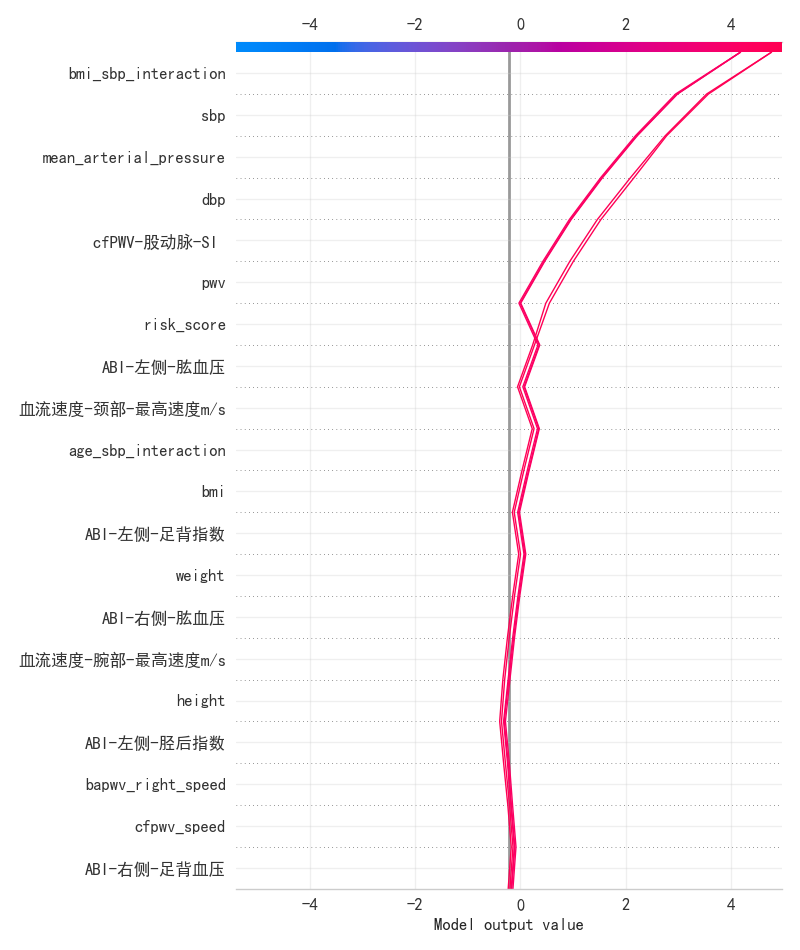 -4 -2 0 2 4
bmi_sbp_interaction
sbp
mean_arterial_pressure
dbp
cfPWV-股动脉-SI
pwv
risk_score
ABI-左侧-肱血压
血流速度-颈部-最高速度m/s
age_sbp_interaction
bmi
ABI-左侧-足背指数
weight
ABI-右侧-肱血压
血流速度-腕部-最高速度m/s
height
ABI-左侧-胫后指数
bapwv_right_speed
cfpwv_speed
ABI-右侧-足背血压
-4 -2 0 2 4
Model output value